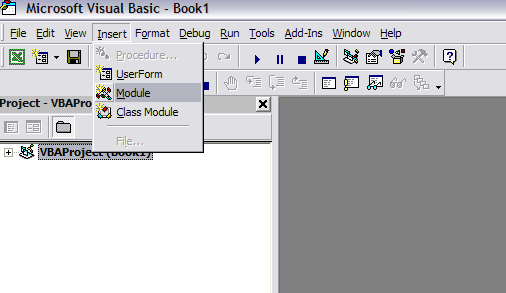 Microsoft Visual Basic - Book1
File Edit View Insert Format Debug Run Tools Add-Ins Window Help
Procedure...
UserForm
Module
Class Module
File...
Project - VBAPro
VBAProject (Book1)